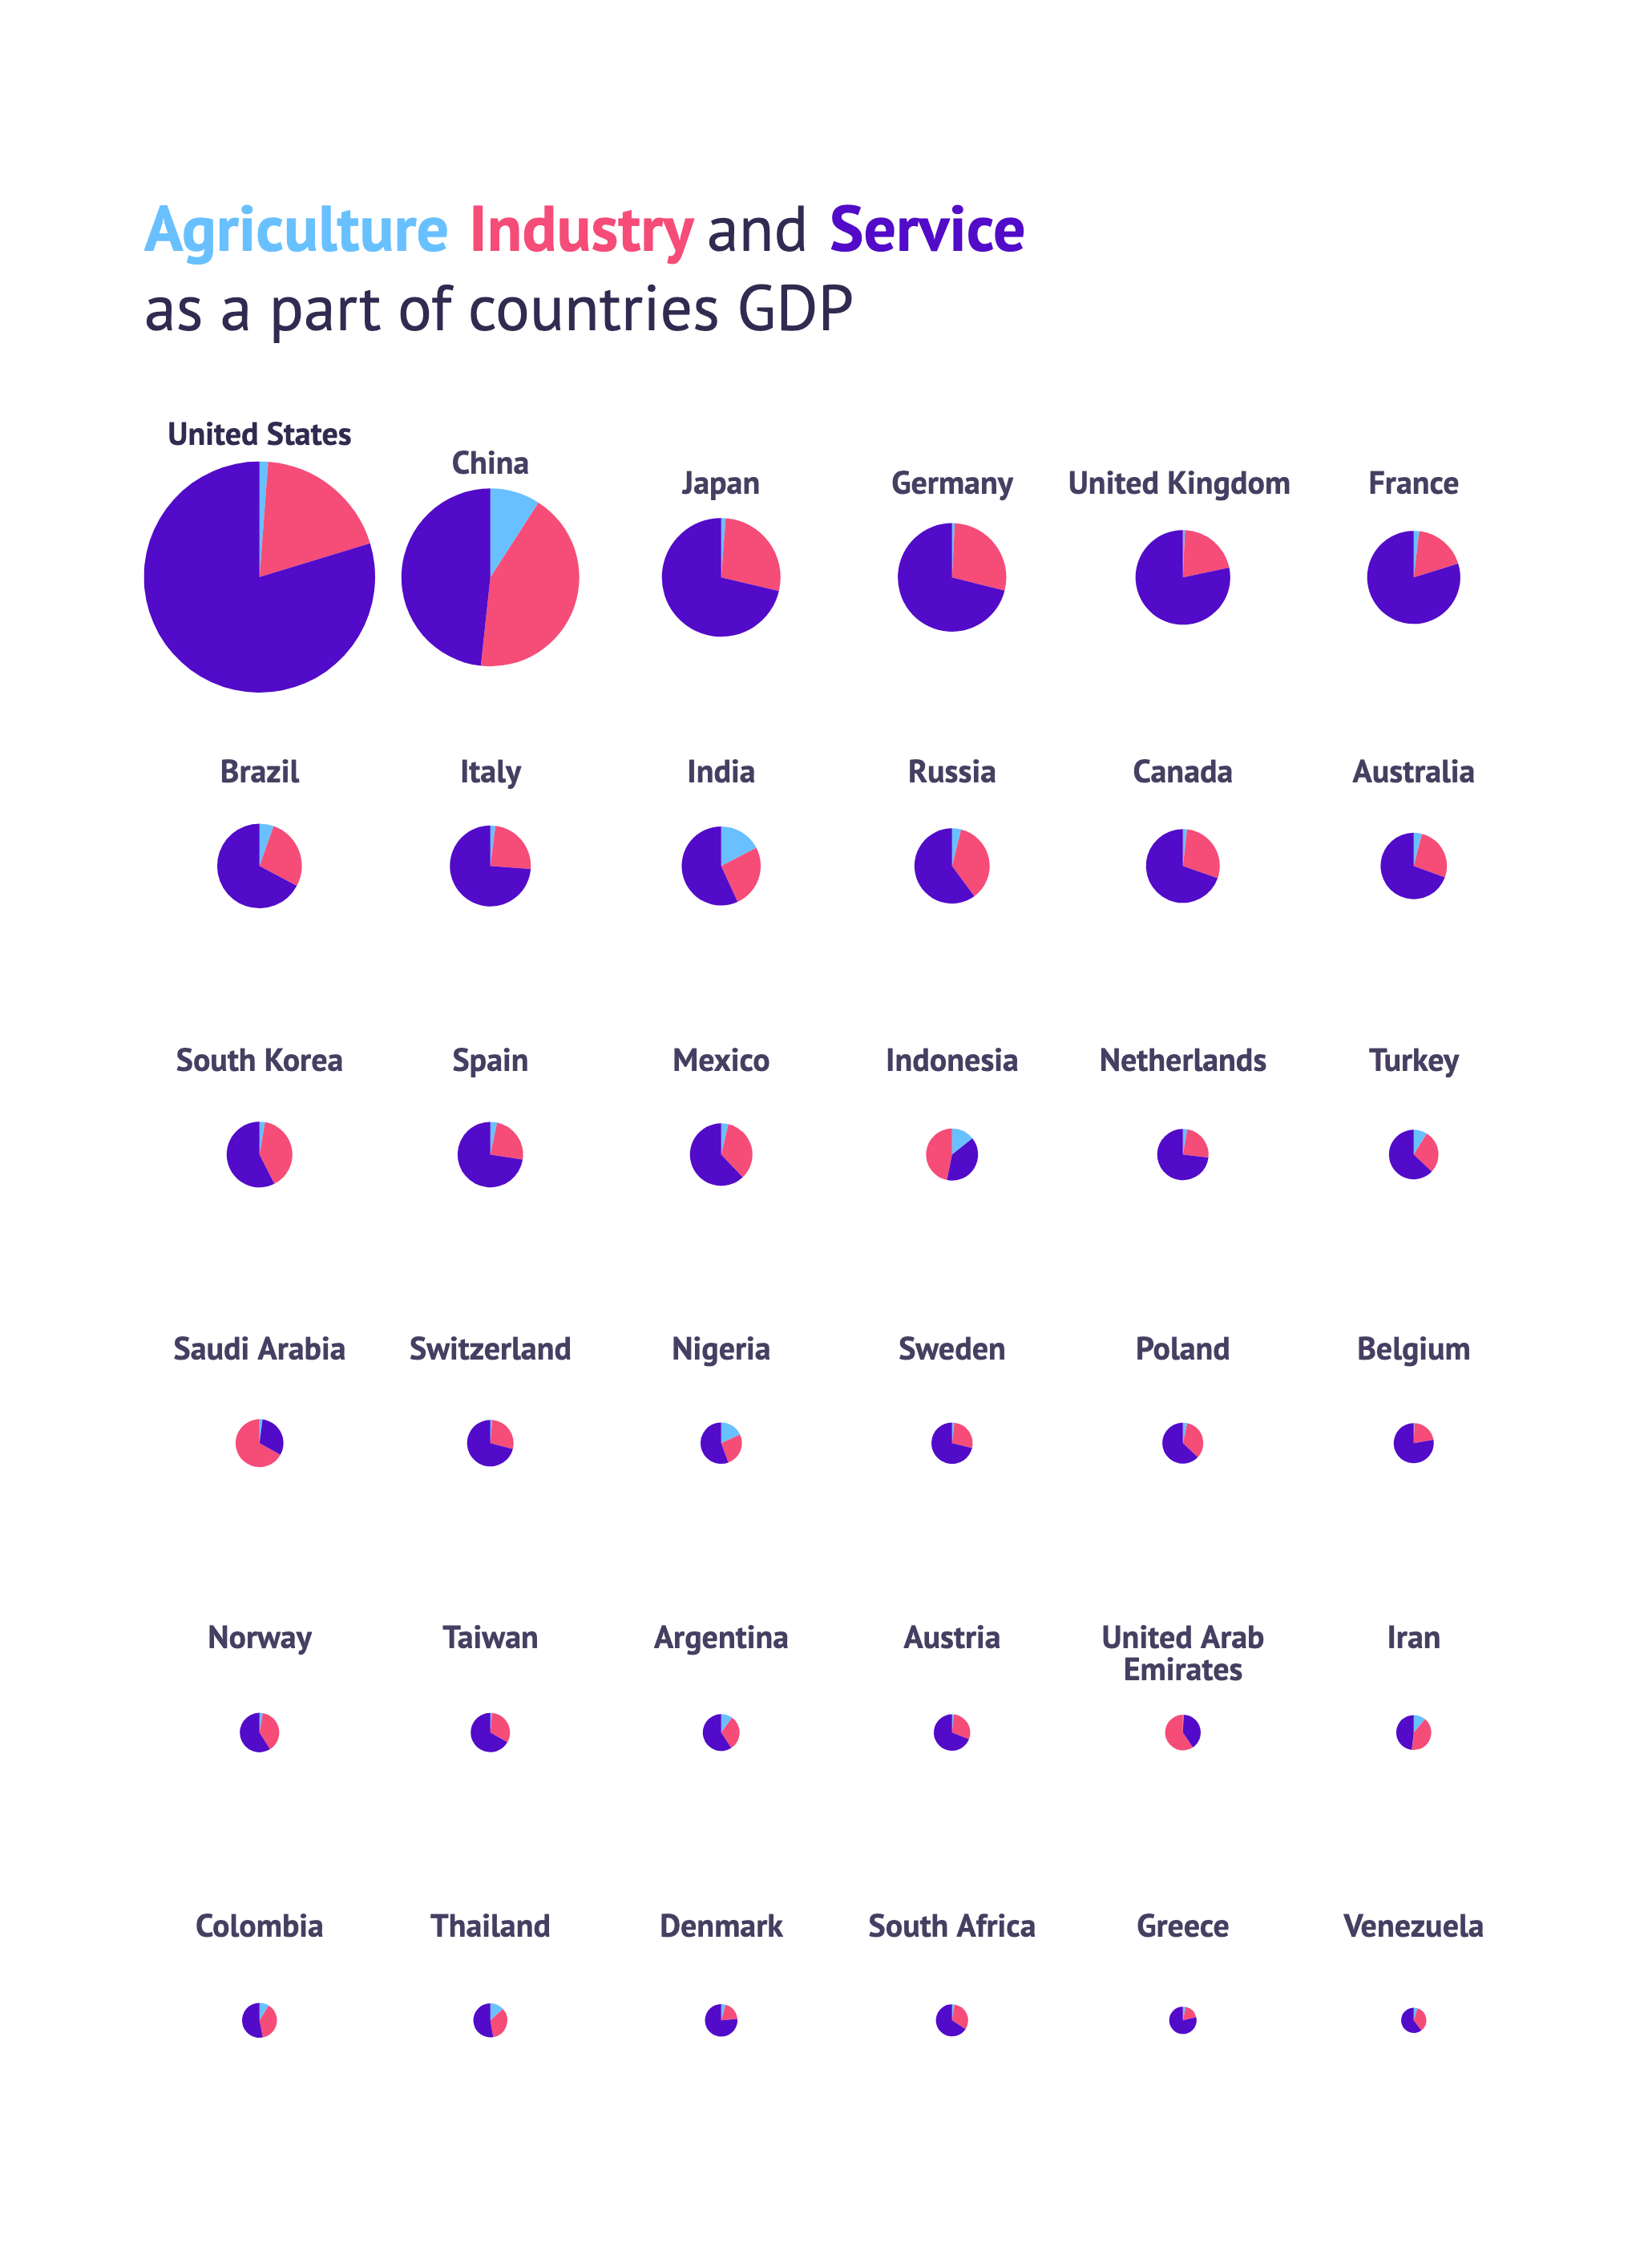 Agriculture Industry and Service
as a part of countries GDP
United States
China
Japan
Germany
United Kingdom
France
Brazil
Italy
India
Russia
Canada
Australia
South Korea
Spain
Mexico
Indonesia
Netherlands
Turkey
Saudi Arabia
Switzerland
Nigeria
Sweden
Poland
Belgium
Norway
Taiwan
Argentina
Austria
United Arab
Emirates
Iran
Colombia
Thailand
Denmark
South Africa
Greece
Venezuela